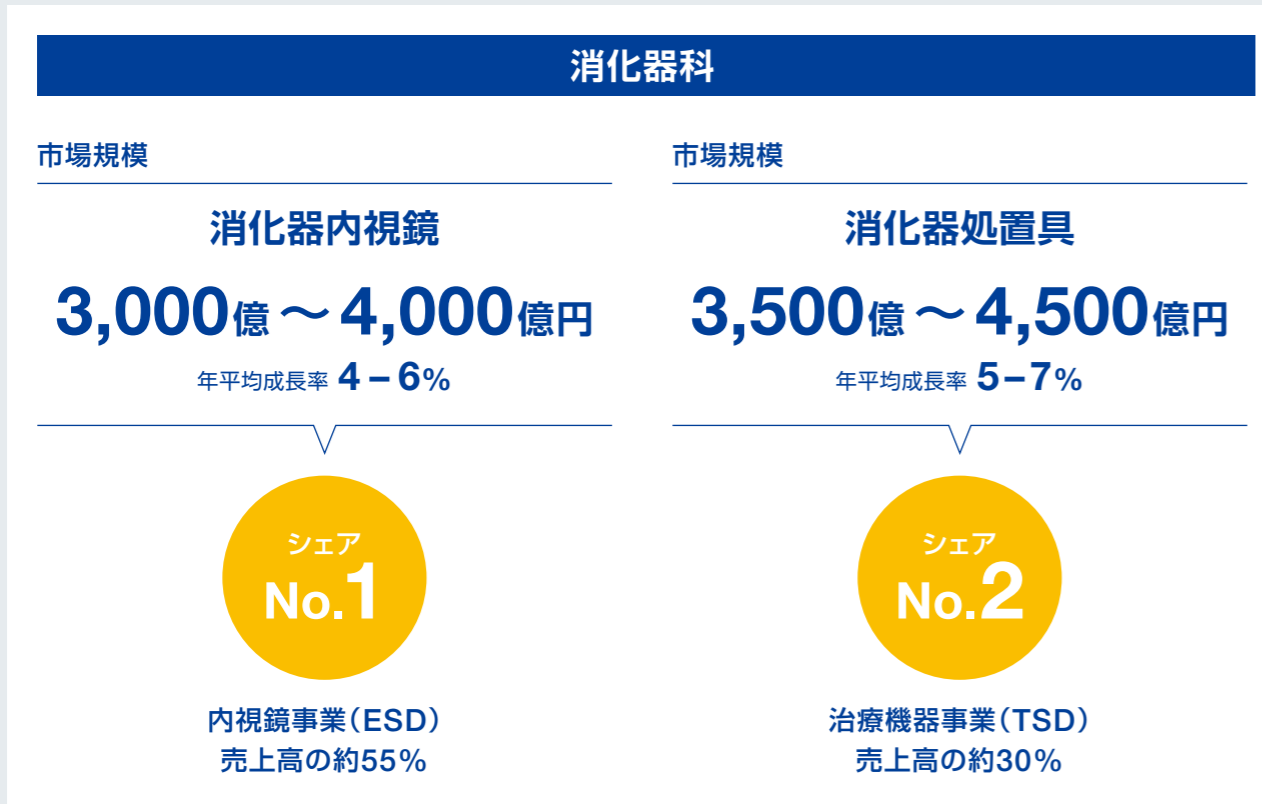 消化器科
市場規模
消化器内視鏡
3,000億~4,000億円
年平均成長率 4-6%
シェア
No.1
内視鏡事業(ESD)
売上高の約55%
市場規模
消化器処置具
3,500億~4,500億円
年平均成長率 5-7%
シェア
No.2
治療機器事業(TSD)
売上高の約30%